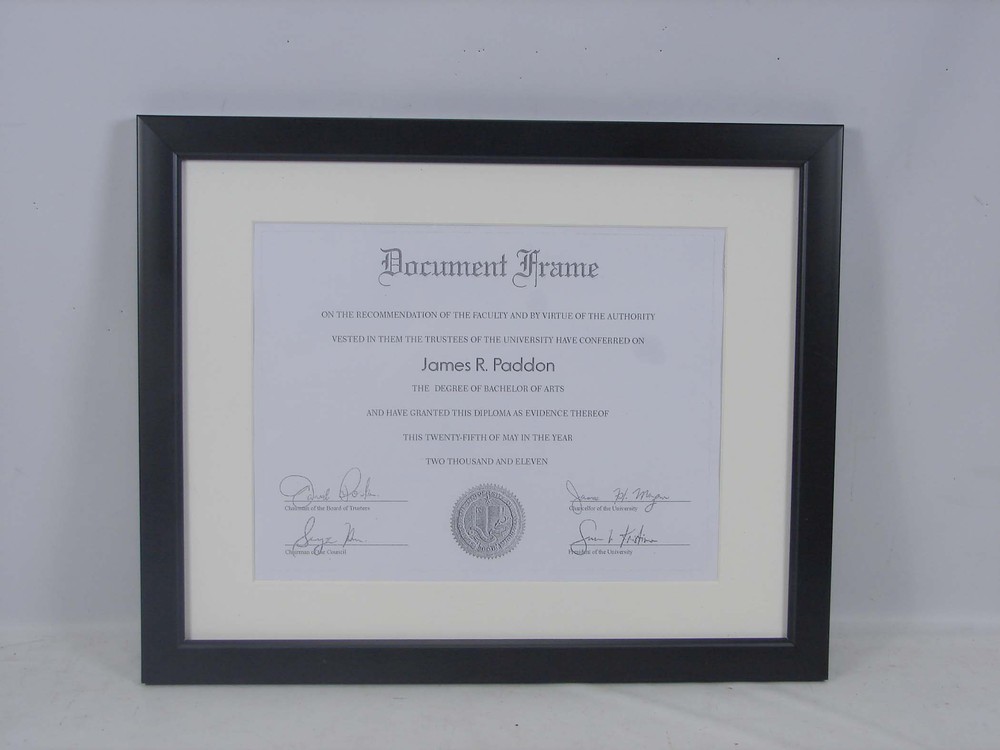 Document Frame
ON THE RECOMMENDATION OF THE FACULTY AND BY VIRTUE OF THE AUTHORITY
VESTED IN THEM THE TRUSTEES OF THE UNIVERSITY HAVE CONFERRED ON
James R. Paddon
THE DEGREE OF BACHELOR OF ARTS
AND HAVE GRANTED THIS DIPLOMA AS EVIDENCE THEREOF
THIS TWENTY-FIFTH OF MAY IN THE YEAR
TWO THOUSAND AND ELEVEN
Chairman of the Board of Trustees
Chancellor of the University
Chairman of the Council
President of the University